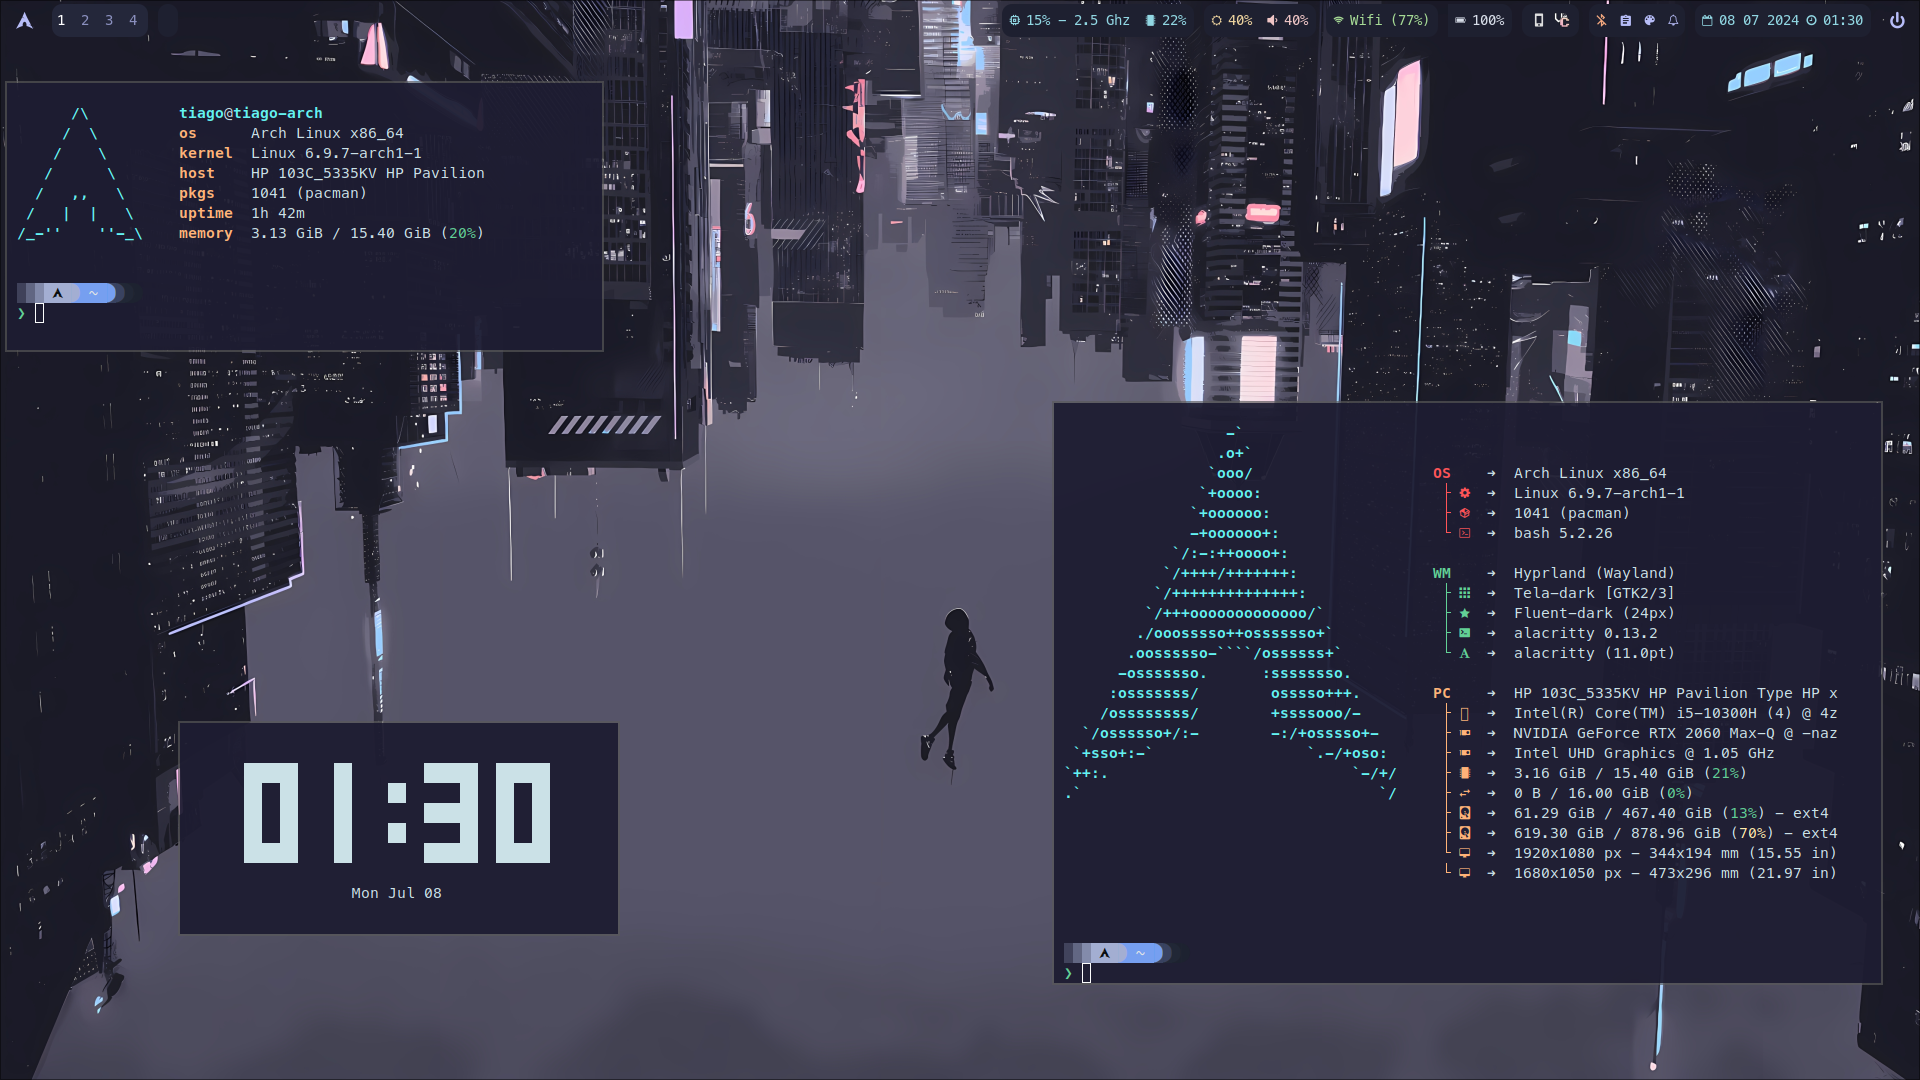 1 2 3 4
15% – 2.5 Ghz 22% 40% 40% Wifi (77%) 100% 08 07 2024 01:30
tiago@tiago-arch
os Arch Linux x86_64
kernel Linux 6.9.7-arch1-1
host HP 103C_5335KV HP Pavilion
pkgs 1041 (pacman)
uptime 1h 42m
memory 3.13 GiB / 15.40 GiB (20%)
~
❯
OS ➜ Arch Linux x86_64
➜ Linux 6.9.7-arch1-1
➜ 1041 (pacman)
➜ bash 5.2.26
WM ➜ Hyprland (Wayland)
➜ Tela-dark [GTK2/3]
➜ Fluent-dark (24px)
➜ alacritty 0.13.2
➜ alacritty (11.0pt)
PC ➜ HP 103C_5335KV HP Pavilion Type HP x
➜ Intel(R) Core(TM) i5-10300H (4) @ 4z
➜ NVIDIA GeForce RTX 2060 Max-Q @ -naz
➜ Intel UHD Graphics @ 1.05 GHz
➜ 3.16 GiB / 15.40 GiB (21%)
➜ 0 B / 16.00 GiB (0%)
➜ 61.29 GiB / 467.40 GiB (13%) - ext4
➜ 619.30 GiB / 878.96 GiB (70%) - ext4
➜ 1920x1080 px - 344x194 mm (15.55 in)
➜ 1680x1050 px - 473x296 mm (21.97 in)
~
❯
01:30
Mon Jul 08